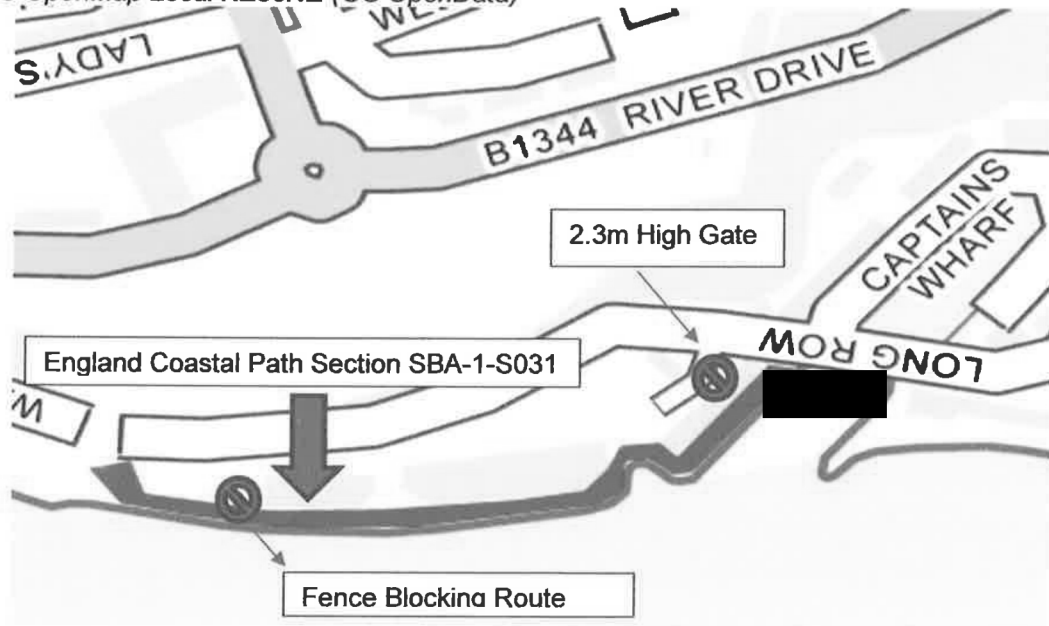 LADY'S
B1344 RIVER DRIVE
2.3m High Gate
CAPTAINS
WHARF
England Coastal Path Section SBA-1-S031
LONG ROW
W
Fence Blocking Route